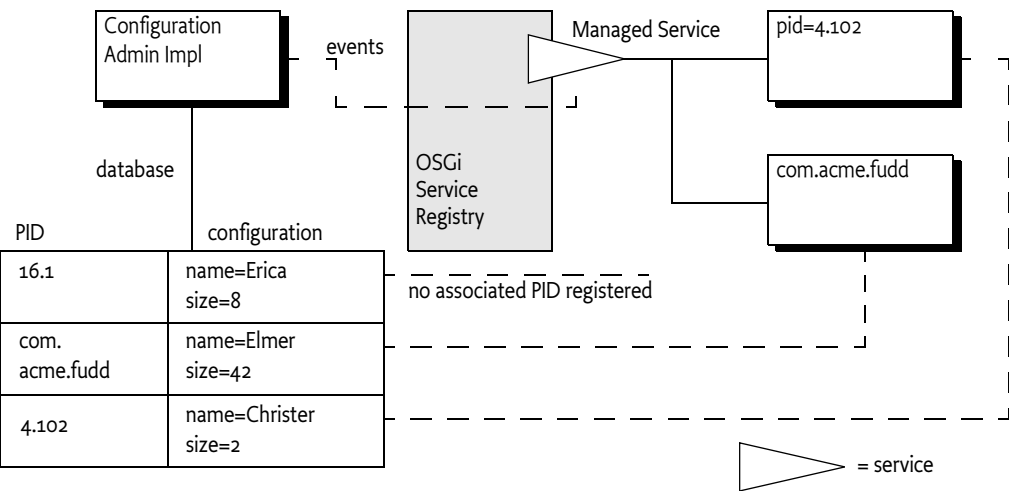 Configuration
Admin Impl
events
Managed Service
pid=4.102
database
OSGi
Service
Registry
com.acme.fudd
PID
configuration
16.1
name=Erica
size=8
no associated PID registered
com.
acme.fudd
name=Elmer
size=42
4.102
name=Christer
size=2
= service